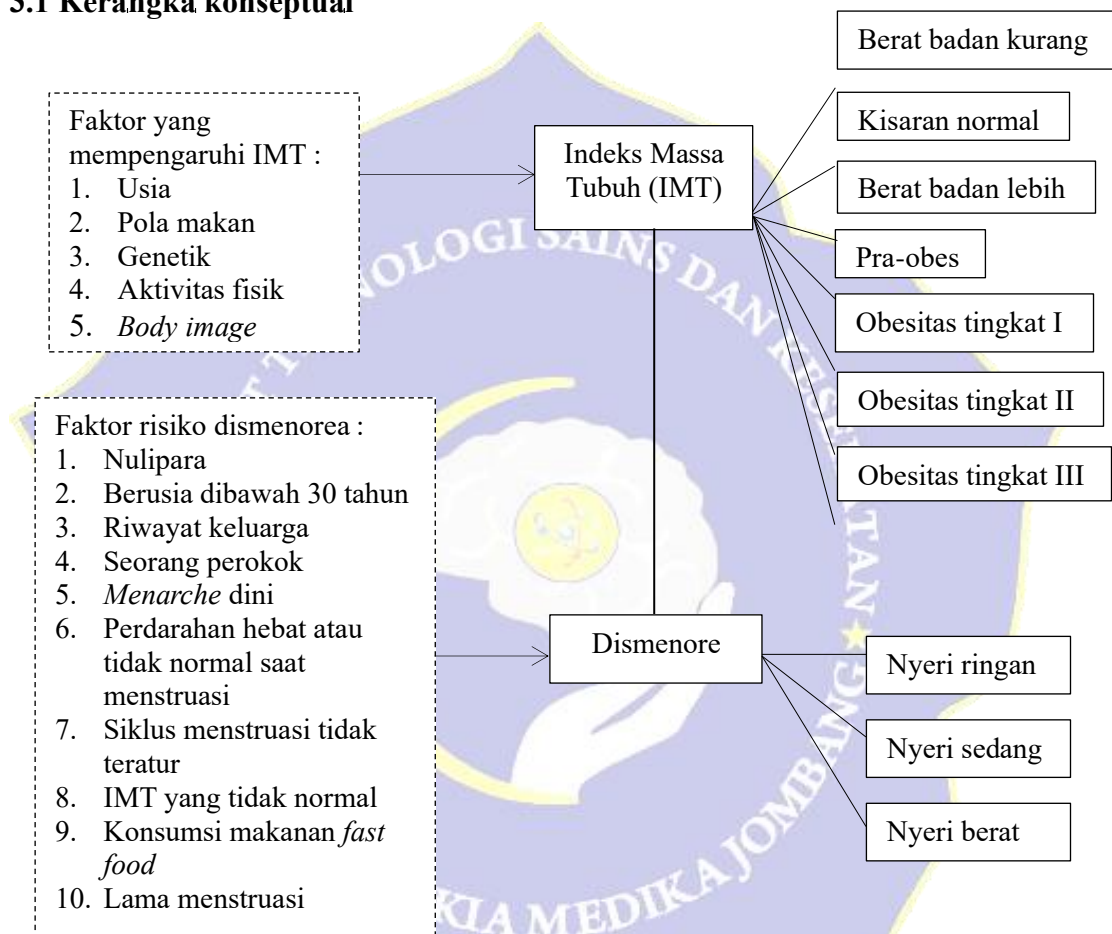 3.1 Kerangka konseptual
Berat badan kurang
Faktor yang
mempengaruhi IMT :
1. Usia
2. Pola makan
3. Genetik
4. Aktivitas fisik
5. Body image
Indeks Massa
Tubuh (IMT)
Kisaran normal
Berat badan lebih
Pra-obes
Obesitas tingkat I
Obesitas tingkat II
Obesitas tingkat III
Faktor risiko dismenorea :
1. Nulipara
2. Berusia dibawah 30 tahun
3. Riwayat keluarga
4. Seorang perokok
5. Menarche dini
6. Perdarahan hebat atau
tidak normal saat
menstruasi
7. Siklus menstruasi tidak
teratur
8. IMT yang tidak normal
9. Konsumsi makanan fast
food
10. Lama menstruasi
Dismenore
Nyeri ringan
Nyeri sedang
Nyeri berat
SAINS DAN
MEDIKA JOMBANG